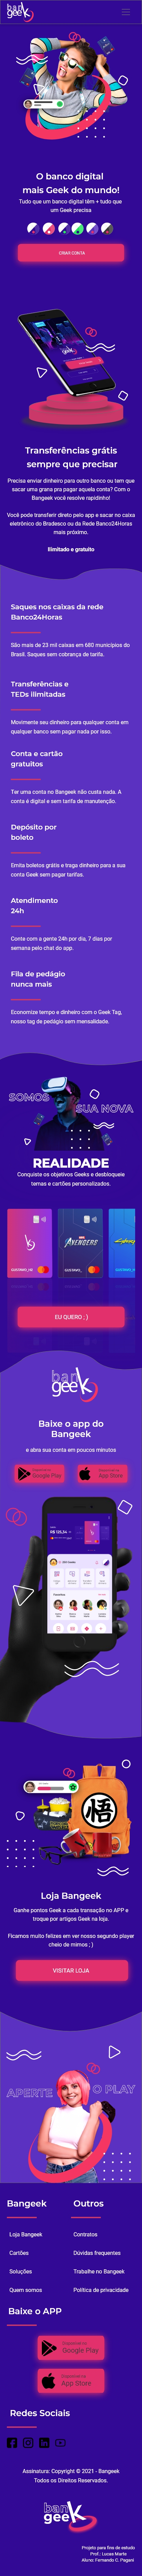 ban
geek
O banco digital
mais Geek do mundo!
Tudo que um banco digital têm + tudo que
um Geek precisa
CRIAR CONTA
Transferências grátis
sempre que precisar
Precisa enviar dinheiro para outro banco ou tem que
sacar uma grana pra pagar aquela conta? Com o
Bangeek você resolve rapidinho!
Você pode transferir direto pelo app e sacar no caixa
eletrônico do Bradesco ou da Rede Banco24Horas
mais próximo.
Ilimitado e gratuito
Saques nos caixas da rede
Banco24Horas
São mais de 23 mil caixas em 680 municípios do
Brasil. Saques sem cobrança de tarifa.
Transferências e
TEDs ilimitadas
Movimente seu dinheiro para qualquer conta em
qualquer banco sem pagar nada por isso.
Conta e cartão
gratuitos
Ter uma conta no Bangeek não custa nada. A
conta é digital e sem tarifa de manutenção.
Depósito por
boleto
Emita boletos grátis e traga dinheiro para a sua
conta Geek sem pagar tarifas.
Atendimento
24h
Conte com a gente 24h por dia, 7 dias por
semana pelo chat do app.
Fila de pedágio
nunca mais
Economize tempo e dinheiro com o Geek Tag,
nosso tag de pedágio sem mensalidade.
SOMOS
SUA NOVA
REALIDADE
Conquiste os objetivos Geeks e desbloqueie
temas e cartões personalizados.
AVENGERS
EU QUERO ; )
ban
geek
Baixe o app do
Bangeek
e abra sua conta em poucos minutos
Google Play
App Store
R$ 125,34
Loja Bangeek
Ganhe pontos Geek a cada transação no APP e
troque por artigos Geek na loja.
Ficamos muito felizes em ver nosso segundo player
cheio de mimos ; )
VISITAR LOJA
APERTE
O PLAY
Bangeek
Loja Bangeek
Cartões
Soluções
Quem somos
Outros
Contratos
Dúvidas frequentes
Trabalhe no Bangeek
Política de privacidade
Baixe o APP
Google Play
App Store
Redes Sociais
Assinatura: Copyright © 2021 - Bangeek
Todos os Direitos Reservados.
ban
geek
Projeto para fins de estudo
Prof.: Lucas Marte
Aluno: Fernando C. Pagani